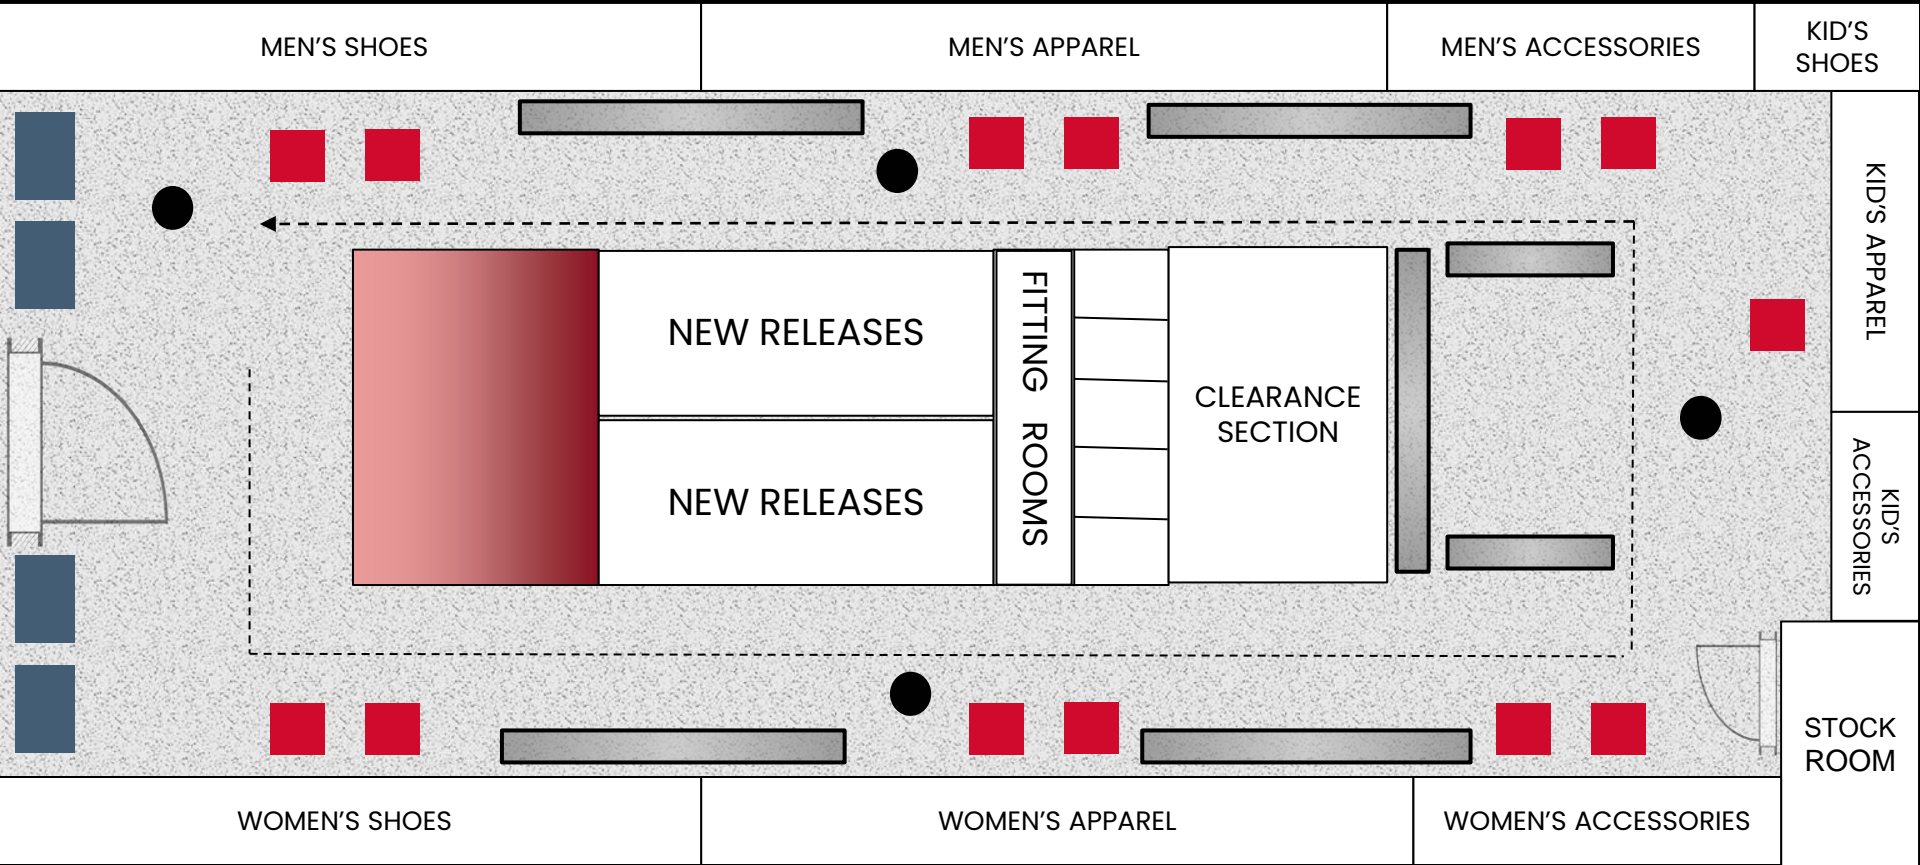 MEN'S SHOES
MEN'S APPAREL
MEN'S ACCESSORIES
KID'S
SHOES
KID'S APPAREL
NEW RELEASES
FITTING ROOMS
CLEARANCE
SECTION
NEW RELEASES
KID'S
ACCESSORIES
STOCK
ROOM
WOMEN'S SHOES
WOMEN'S APPAREL
WOMEN'S ACCESSORIES